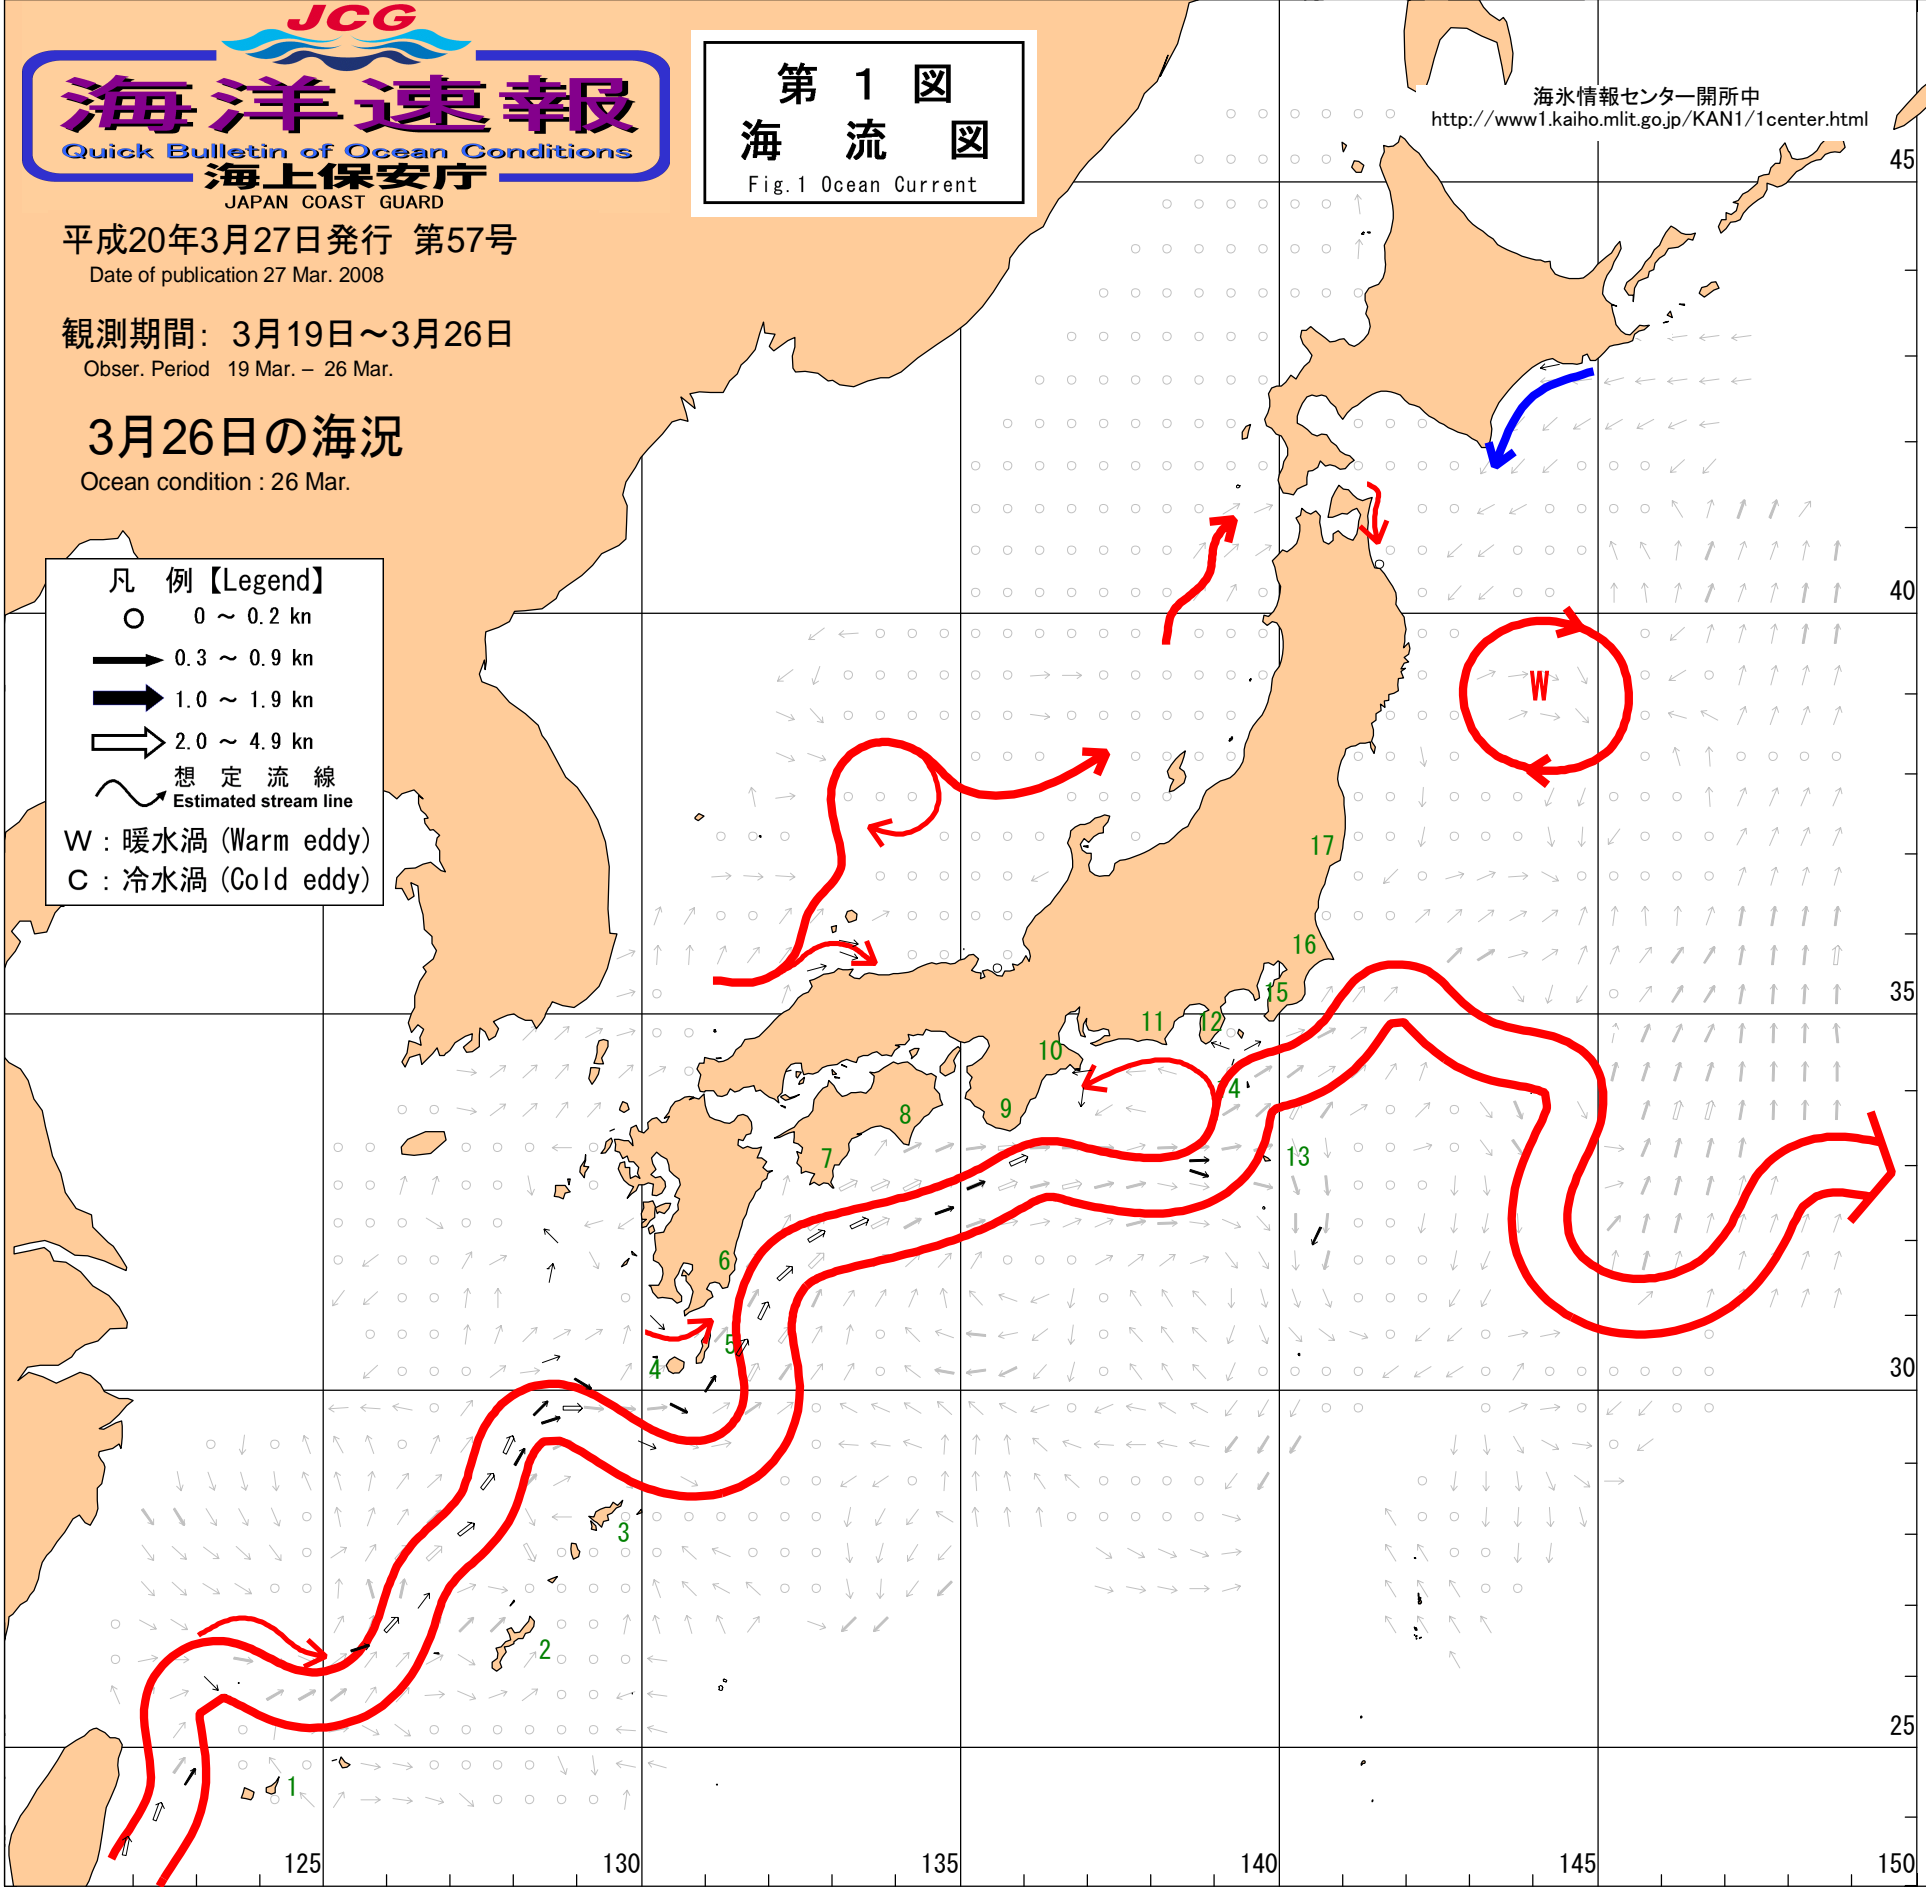 JCG
海洋速報
Quick Bulletin of Ocean Conditions
海上保安庁
JAPAN COAST GUARD
平成20年3月27日発行 第57号
Date of publication 27 Mar. 2008
観測期間: 3月19日～3月26日
Obser. Period 19 Mar. – 26 Mar.
3月26日の海況
Ocean condition : 26 Mar.
第 1 図
海 流 図
Fig.1 Ocean Current
海氷情報センター開所中
http://www1.kaiho.mlit.go.jp/KAN1/1center.html
凡 例【Legend】
0 ～ 0.2 kn
0.3 ～ 0.9 kn
1.0 ～ 1.9 kn
2.0 ～ 4.9 kn
想 定 流 線
Estimated stream line
W : 暖水渦 (Warm eddy)
C : 冷水渦 (Cold eddy)
45
40
W
17
16
35
15
12
11
10
14
9
8
7
13
6
5
4
30
3
2
25
1
125
130
135
140
145
150